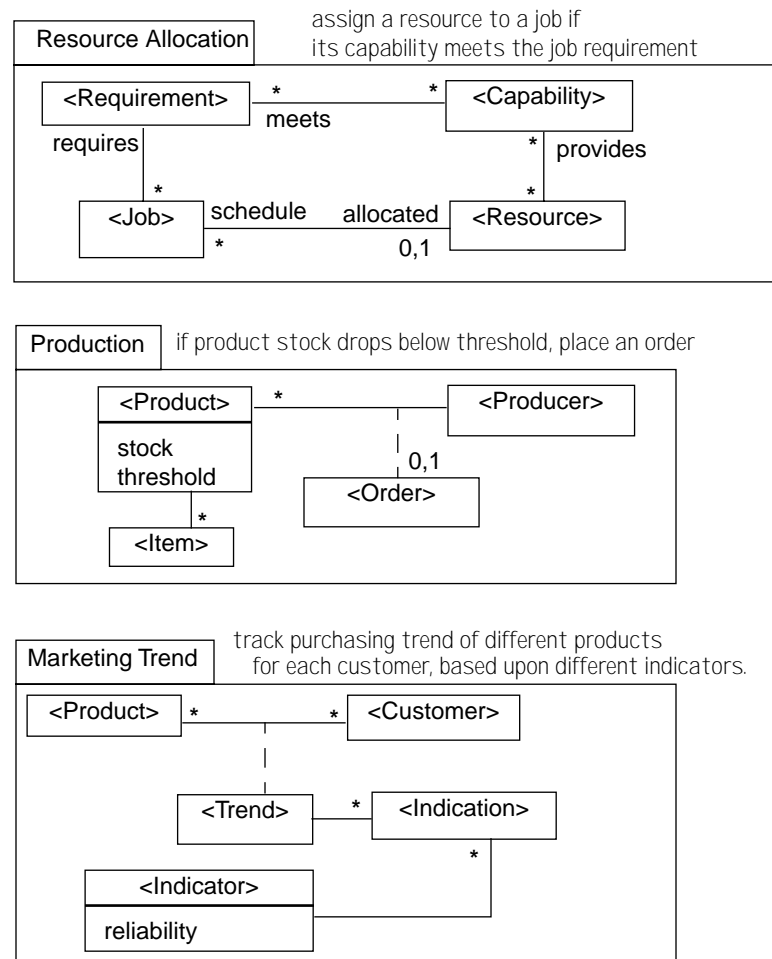 assign a resource to a job if
Resource Allocation
its capability meets the job requirement
<Requirement> * * <Capability>
meets
requires * provides
* *
<Job> schedule allocated <Resource>
* 0,1
Production if product stock drops below threshold, place an order
<Product> * <Producer>
stock
threshold 0,1
<Order>
*
<Item>
track purchasing trend of different products
Marketing Trend
for each customer, based upon different indicators.
<Product> * * <Customer>
<Trend> * <Indication>
*
<Indicator>
reliability